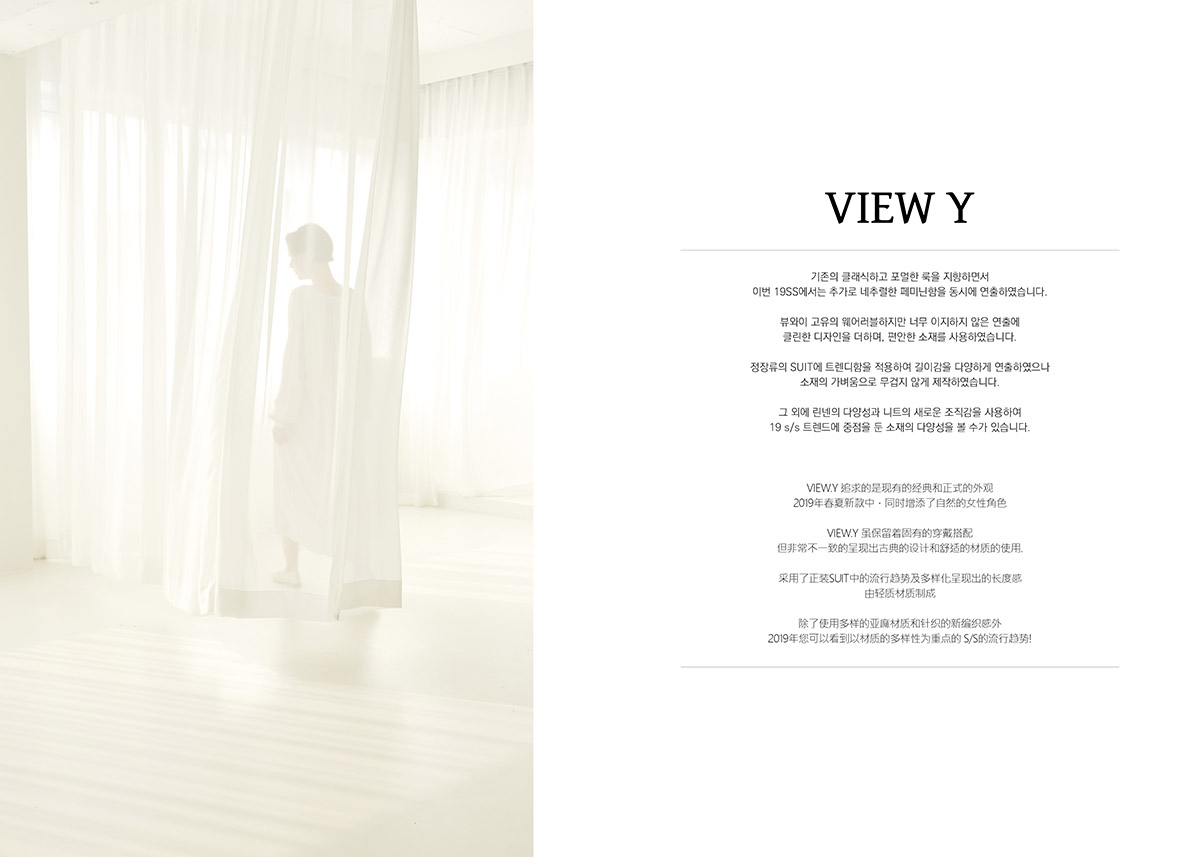 VIEW Y
기존의 클래식하고 포멀한 룩을 지향하면서
이번 19SS에서는 추가로 네추럴한 페미닌함을 동시에 연출하였습니다.
뷰와이 고유의 웨어러블하지만 너무 이지하지 않은 연출에
클린한 디자인을 더하며, 편안한 소재를 사용하였습니다.
정장류의 SUIT에 트렌디함을 적용하여 길이감을 다양하게 연출하였으나
소재의 가벼움으로 무겁지 않게 제작하였습니다.
그 외에 린넨의 다양성과 니트의 새로운 조직감을 사용하여
19 s/s 트렌드에 중점을 둔 소재의 다양성을 볼 수가 있습니다.
VIEW.Y 追求的是现有的经典和正式的外观
2019年春夏新款中・同时增添了自然的女性角色
VIEW.Y 虽保留着固有的穿戴搭配
但非常不一致的呈现出古典的设计和舒适的材质的使用.
采用了正装SUIT中的流行趋势及多样化呈现出的长度感
由轻质材质制成
除了使用多样的亚麻材质和针织的新编织感外
2019年您可以看到以材质的多样性为重点的 S/S的流行趋势!